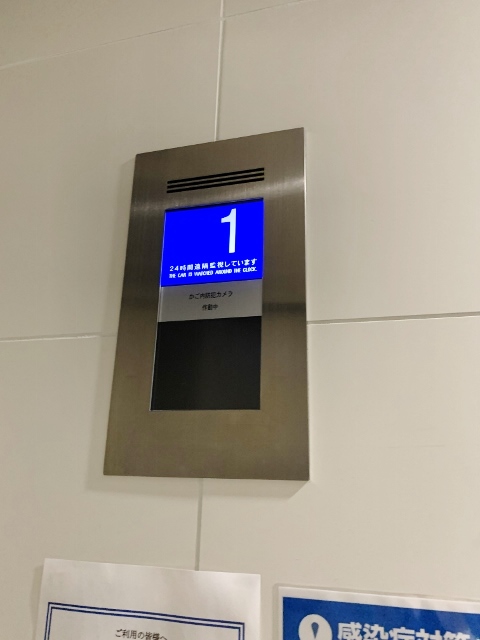 1
24時間遠隔監視しています
THE CAR IS WATCHED AROUND THE CLOCK.
かご内防犯カメラ
作動中
ご利用の皆様へ
感染症対策